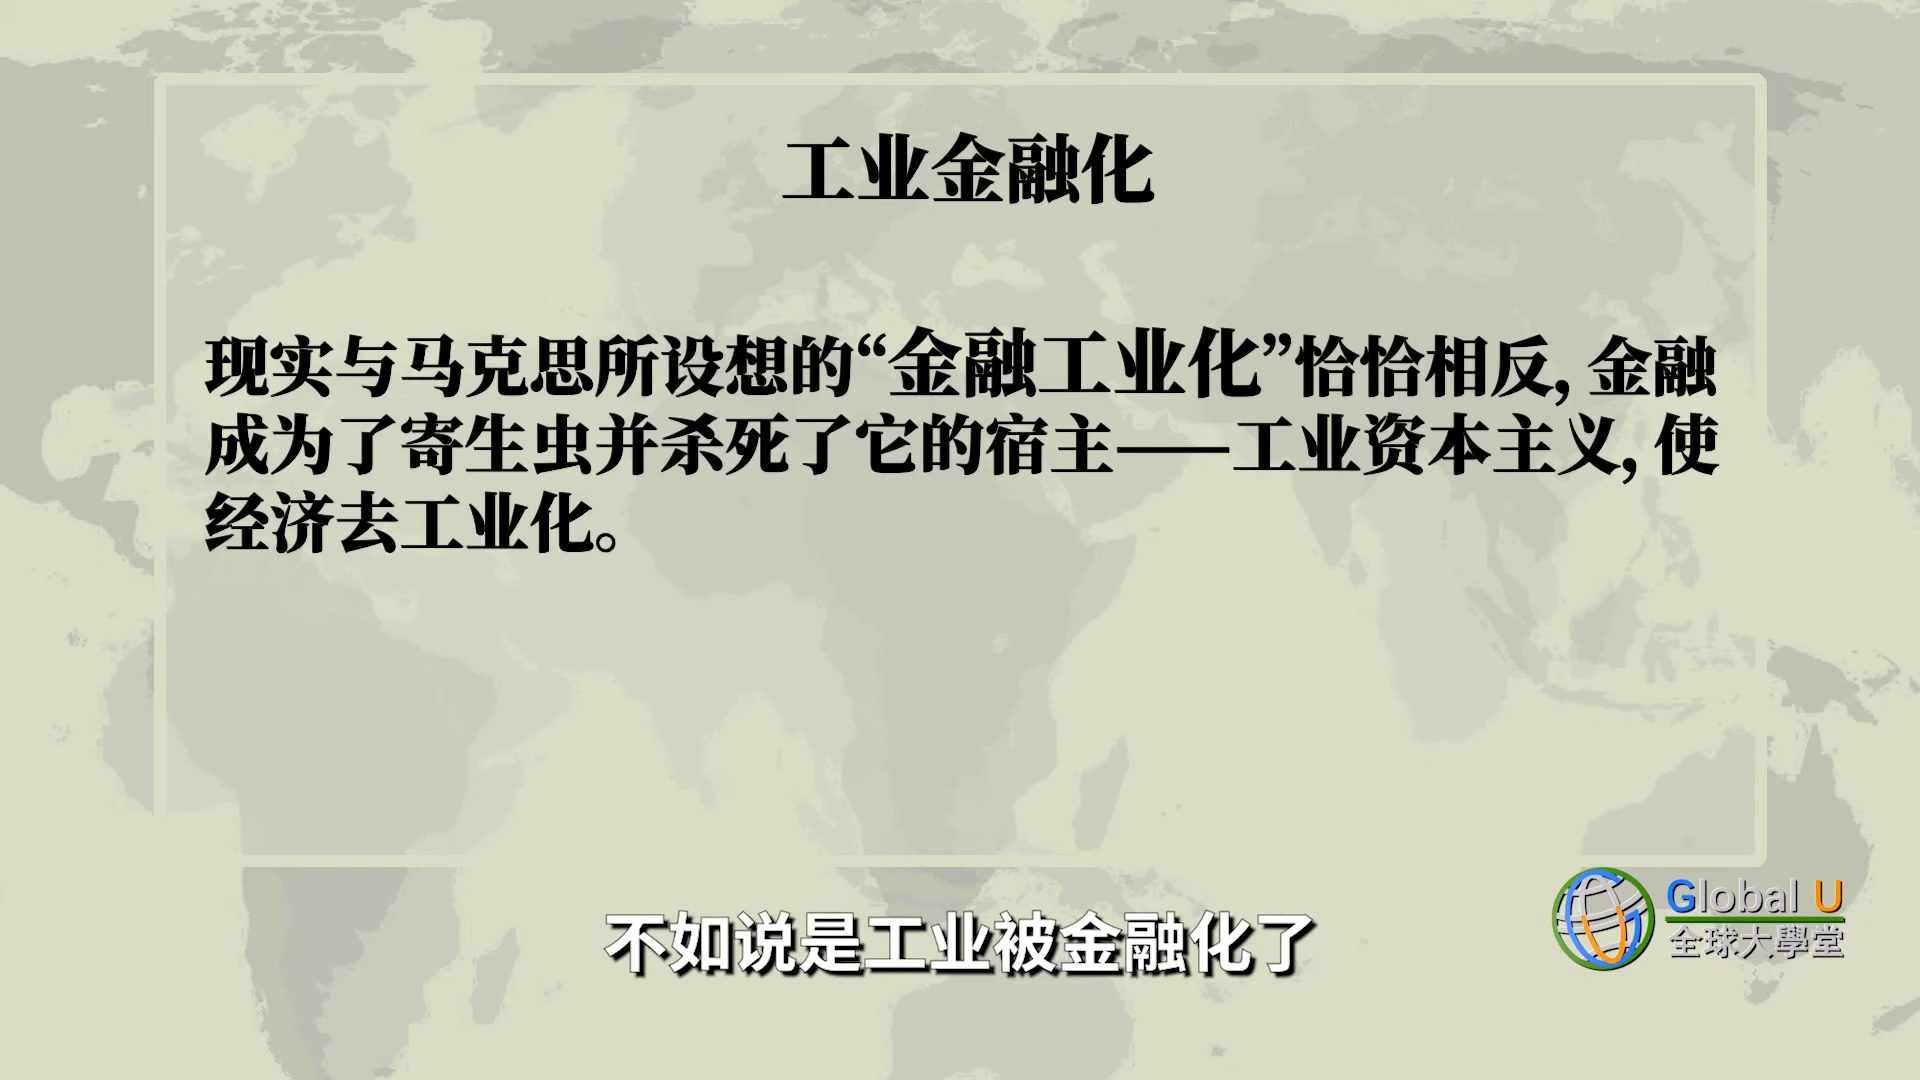 工业金融化
现实与马克思所设想的“金融工业化”恰恰相反, 金融
成为了寄生虫并杀死了它的宿主——工业资本主义, 使
经济去工业化。
不如说是工业被金融化了
Global U
全球大學堂